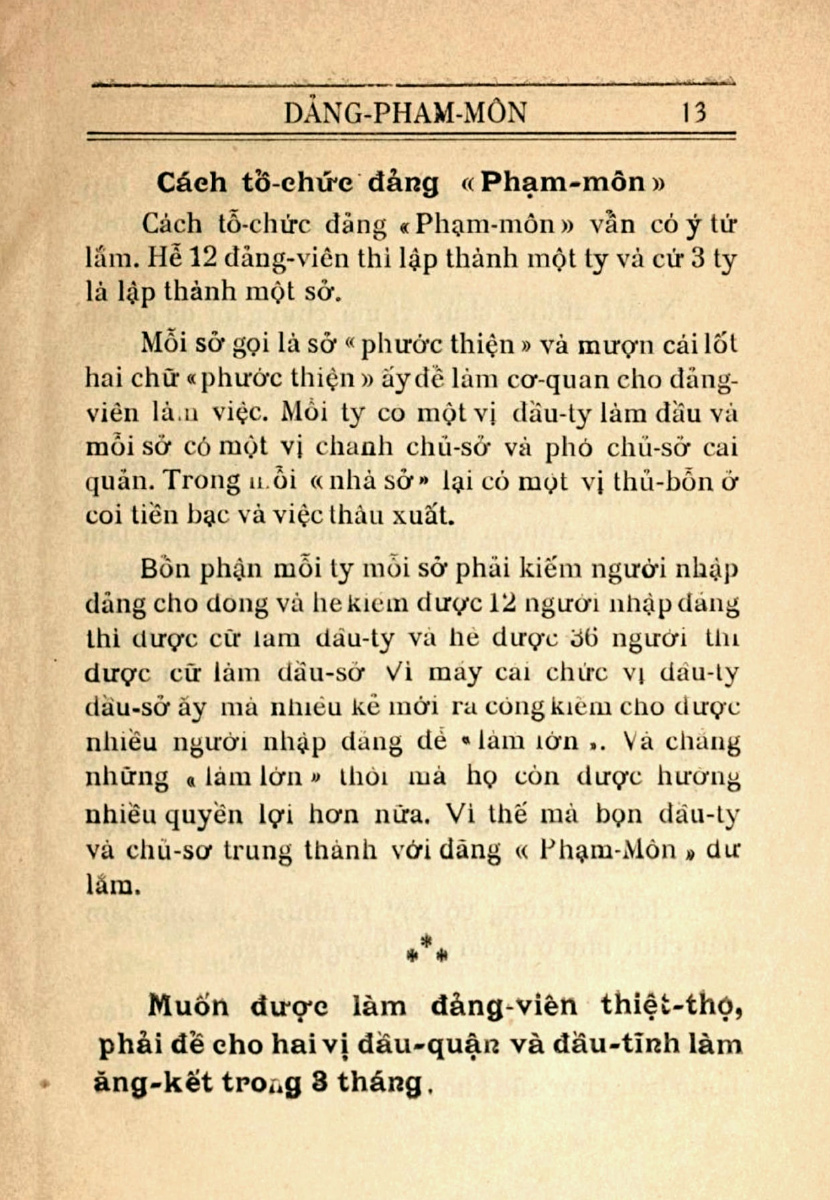 DẢNG-PHAM-MÔN 13
Cách tổ-chức đảng « Phạm-môn »
Cách tổ-chức đảng « Phạm-môn » vẫn có ý tứ
lắm. Hễ 12 đảng-viên thì lập thành một ty và cứ 3 ty
là lập thành một sở.
Mỗi sở gọi là sở « phước thiện » và mượn cái lốt
hai chữ « phước thiện » ấy để làm cơ-quan cho đảng-
viên làm việc. Mỗi ty co một vị đầu-ty làm đầu và
mỗi sở có một vị chanh chủ-sở và phó chủ-sở cai
quản. Trong mỗi « nhà sở » lại có một vị thủ-bổn ở
coi tiền bạc và việc thâu xuất.
Bổn phận mỗi ty mỗi sở phải kiếm người nhập
đảng cho đông và he kiếm được 12 người nhập đảng
thì được cử làm đầu-ty và hê được 36 người thì
được cử làm đầu-sở Vì mấy cai chức vị đầu-ty
đầu-sở ấy mà nhiều kẻ mới ra công kiếm cho được
nhiều người nhập đảng để « làm lớn ». Và chăng
những « làm lớn » thôi mà họ còn được hưởng
nhiều quyền lợi hơn nữa. Vì thế mà bọn đầu-ty
và chủ-sơ trung thành với đảng « Phạm-Môn » dư
lắm.
***
Muốn được làm đảng-viên thiệt-thọ,
phải để cho hai vị đầu-quận và đầu-tỉnh làm
ăng-kết trong 3 tháng.